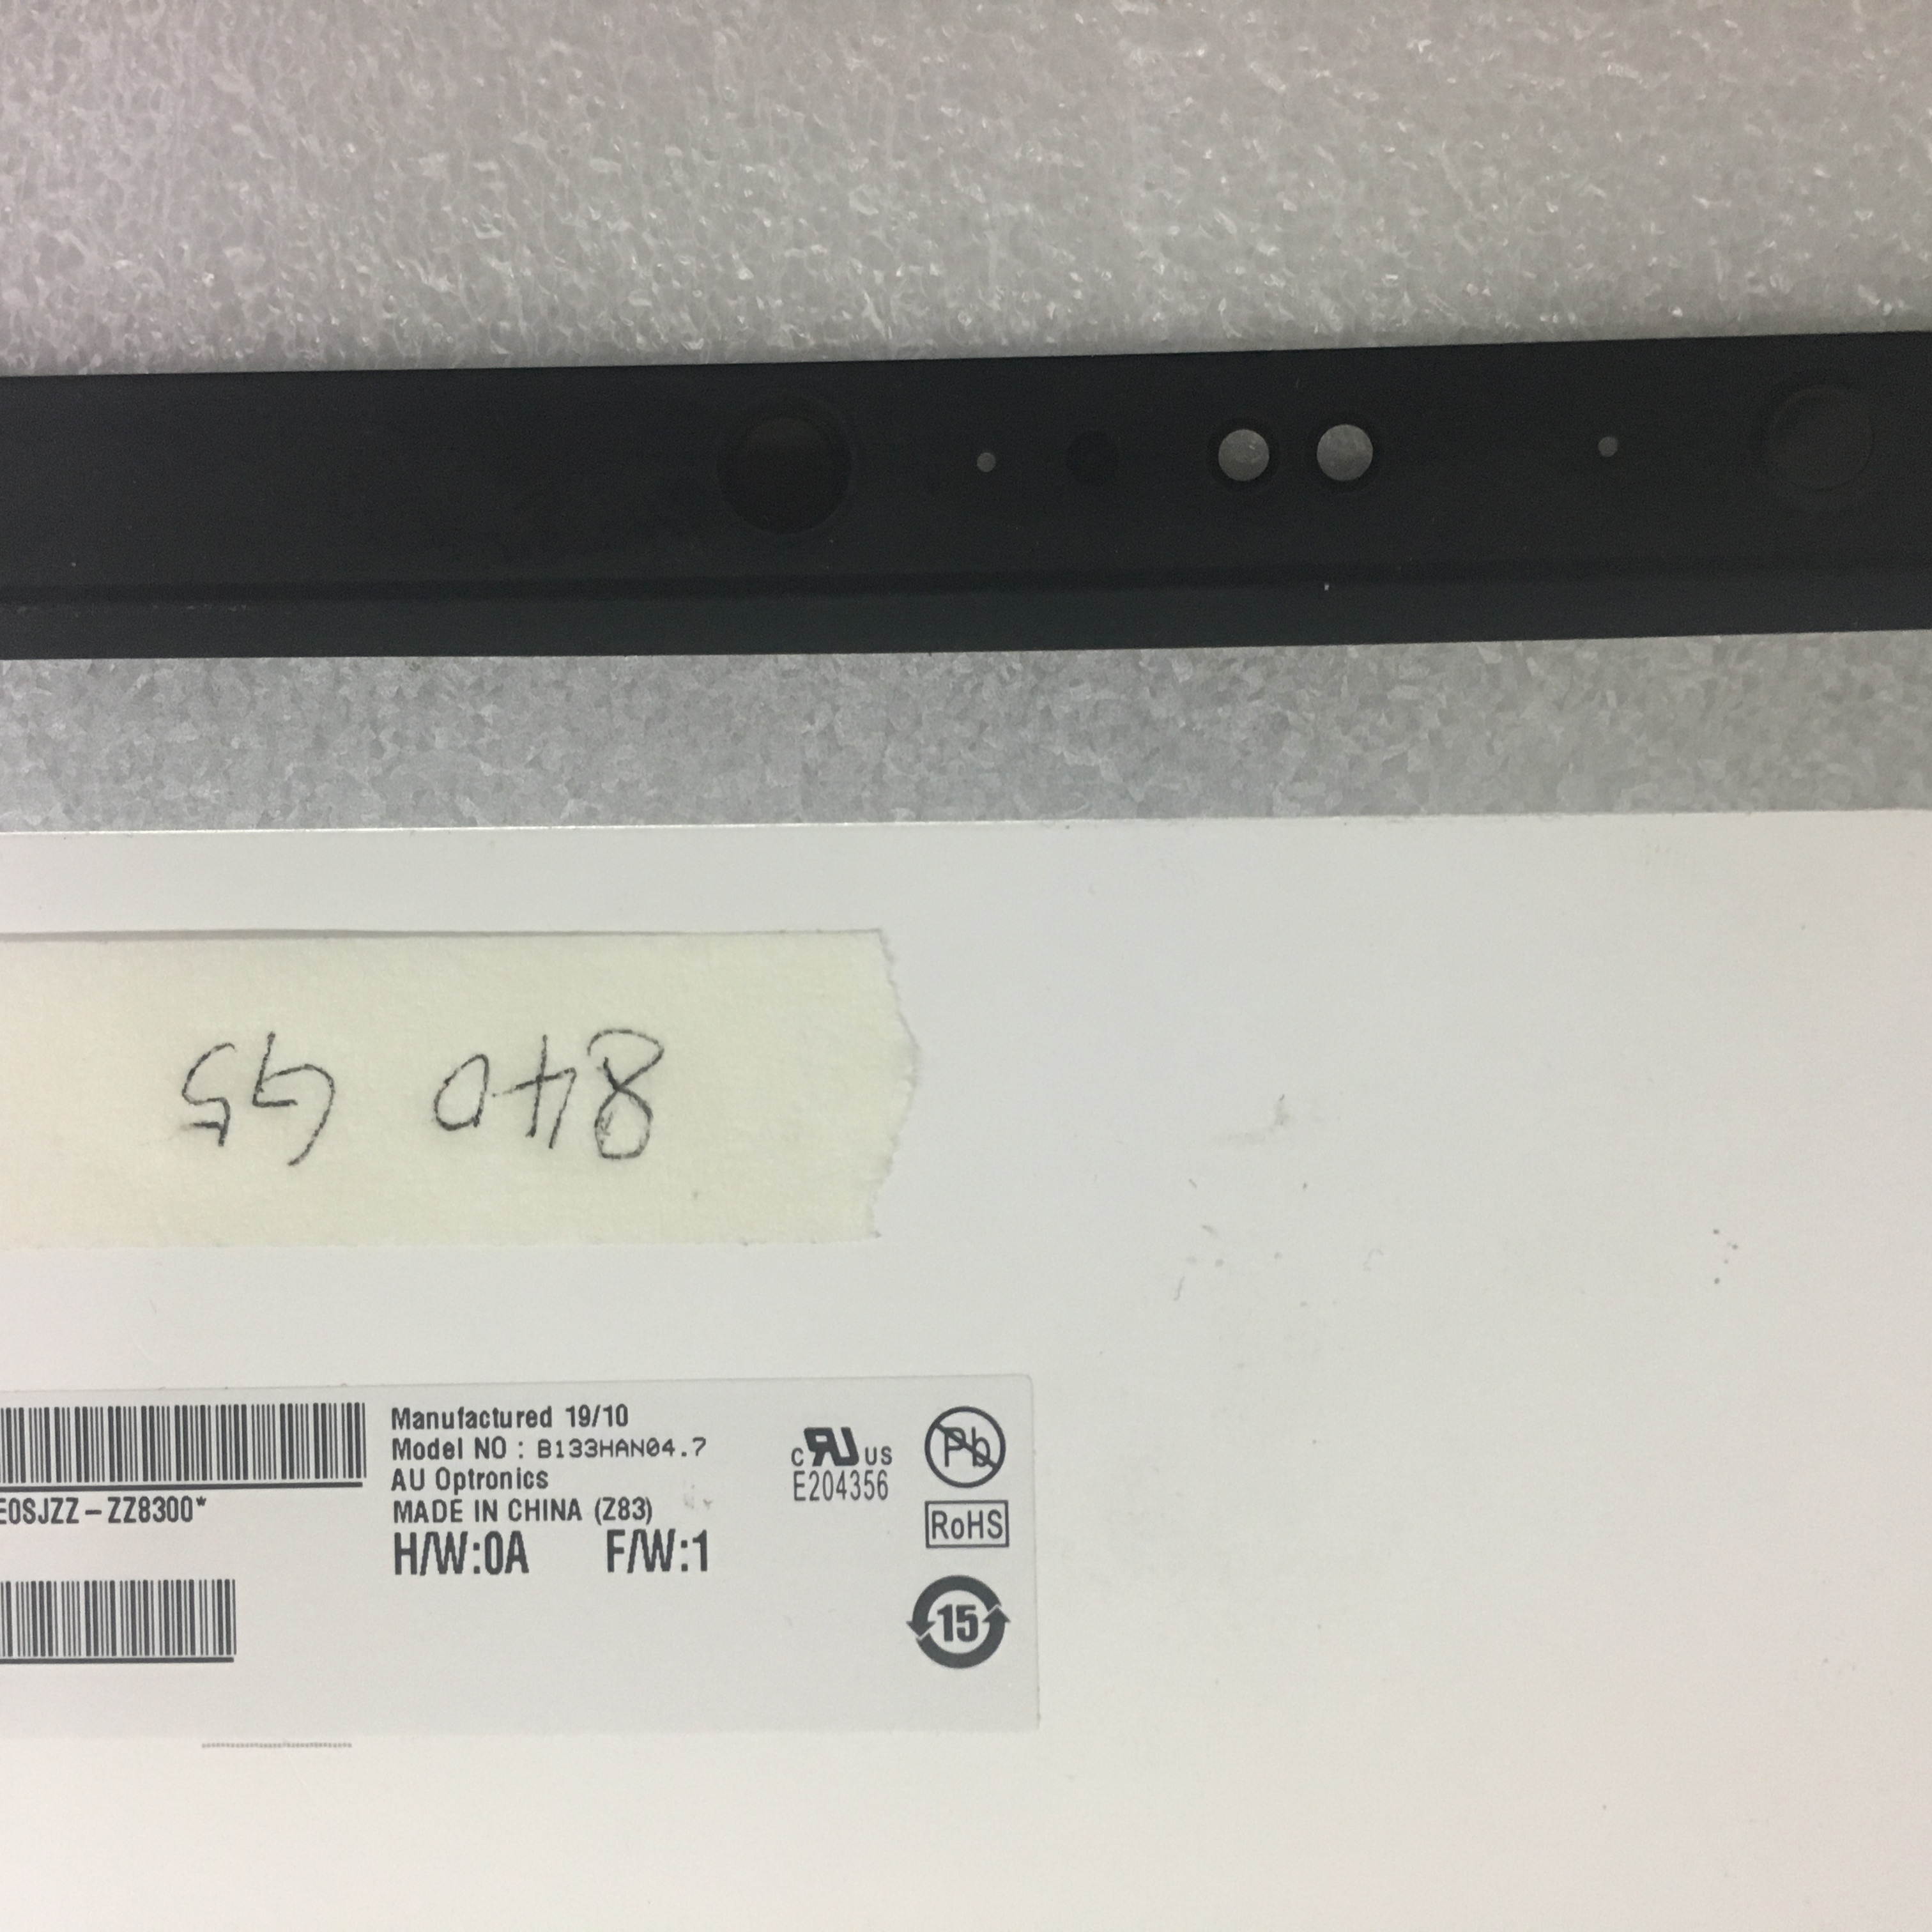 840 G5
Manufactured 19/10
Model NO : B133HAN04.7
AU Optronics
MADE IN CHINA (Z83)
H/W:0A F/W:1
E0SJZZ-ZZ8300*
c RU US
E204356
Pb
RoHS
15